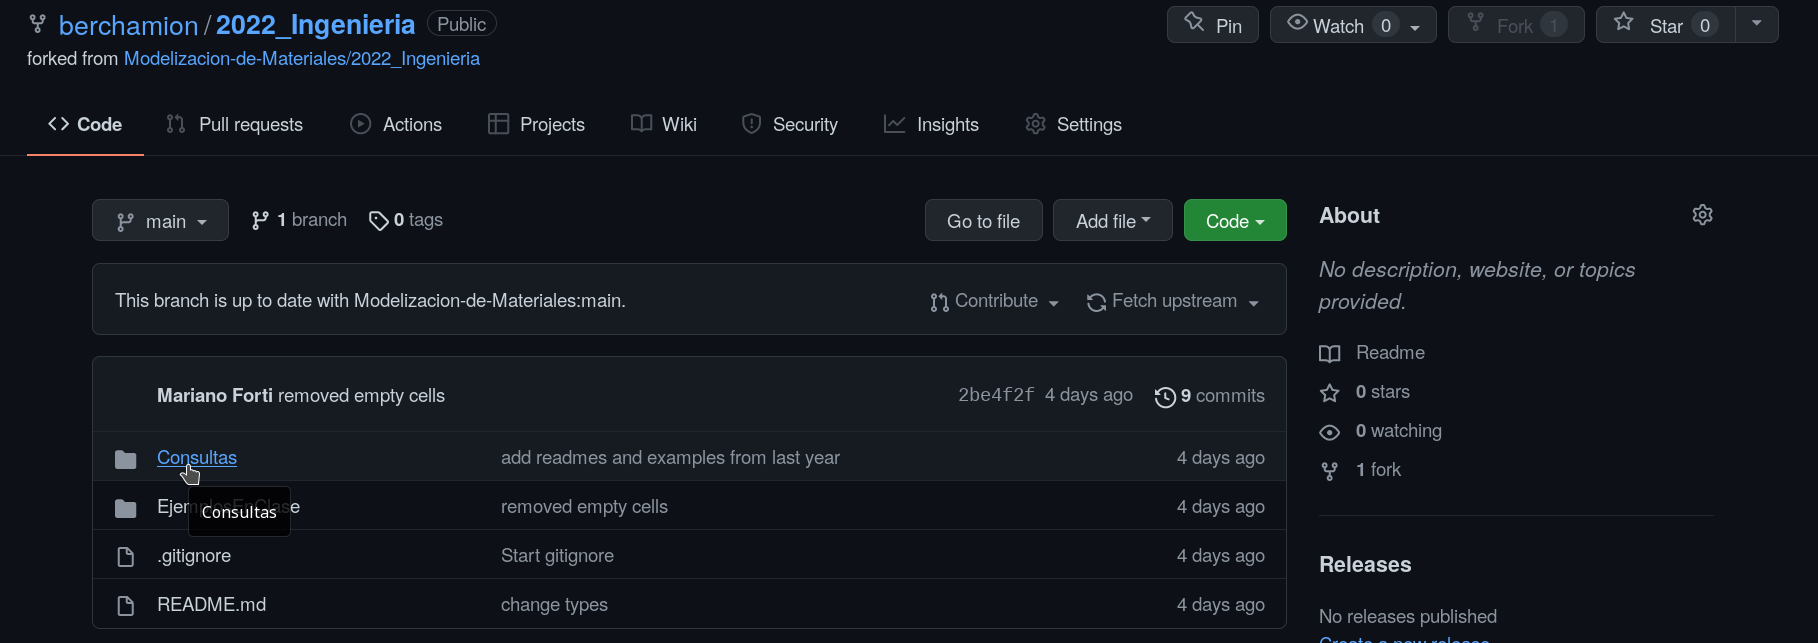 berchamion / 2022_Ingenieria Public
Pin
Watch 0
Fork 1
Star 0
forked from Modelizacion-de-Materiales/2022_Ingenieria
Code
Pull requests
Actions
Projects
Wiki
Security
Insights
Settings
main
1 branch
0 tags
Go to file
Add file
Code
This branch is up to date with Modelizacion-de-Materiales:main.
Contribute
Fetch upstream
Mariano Forti removed empty cells
2be4f2f 4 days ago
9 commits
Consultas
add readmes and examples from last year
4 days ago
EjemplosEnClase
removed empty cells
4 days ago
Consultas
.gitignore
Start gitignore
4 days ago
README.md
change types
4 days ago
About
No description, website, or topics
provided.
Readme
0 stars
0 watching
1 fork
Releases
No releases published
Create a new release